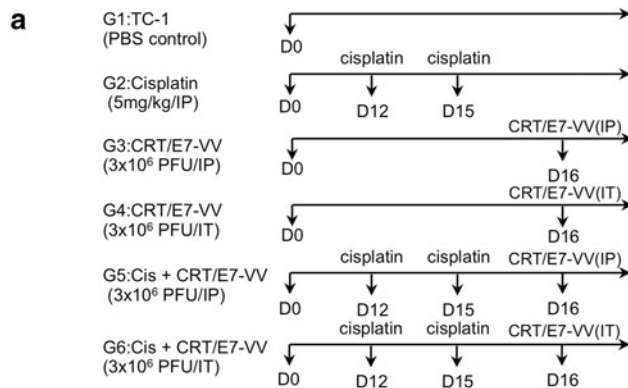 a
G1:TC-1
(PBS control)
D0
G2:Cisplatin
(5mg/kg/IP)
cisplatin cisplatin
D0 D12 D15
G3:CRT/E7-VV
(3x10⁶ PFU/IP)
CRT/E7-VV(IP)
D0 D16
G4:CRT/E7-VV
(3x10⁶ PFU/IT)
CRT/E7-VV(IT)
D0 D16
G5:Cis + CRT/E7-VV
(3x10⁶ PFU/IP)
cisplatin cisplatin CRT/E7-VV(IP)
D0 D12 D15 D16
G6:Cis + CRT/E7-VV
(3x10⁶ PFU/IT)
cisplatin cisplatin CRT/E7-VV(IT)
D0 D12 D15 D16